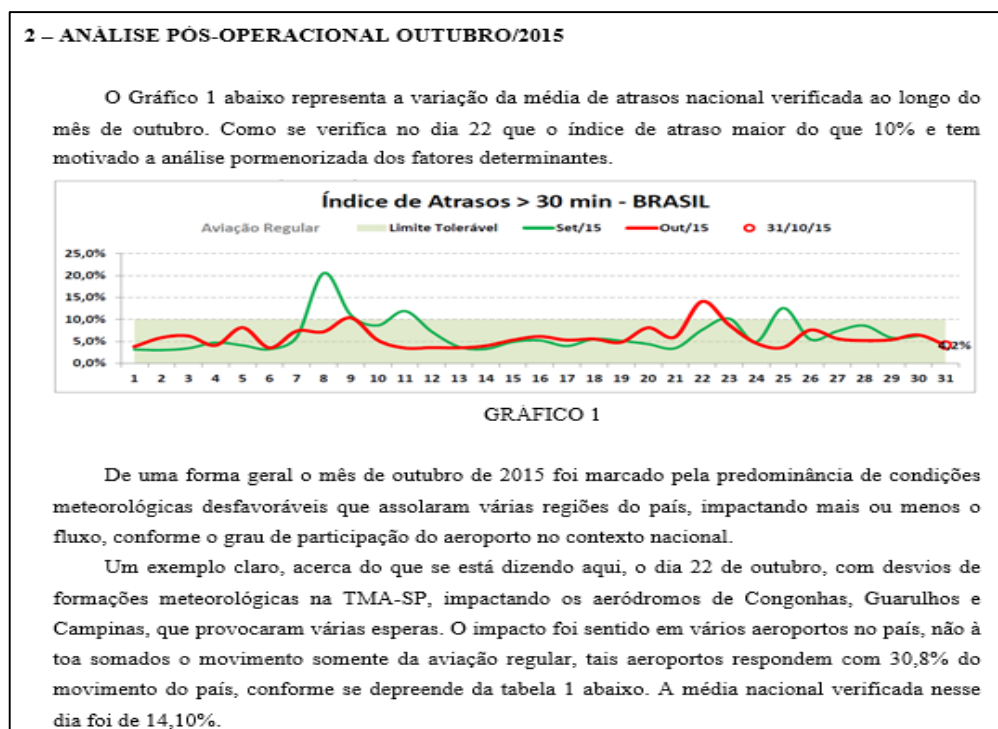 2 – ANÁLISE PÓS-OPERACIONAL OUTUBRO/2015
O Gráfico 1 abaixo representa a variação da média de atrasos nacional verificada ao longo do
mês de outubro. Como se verifica no dia 22 que o índice de atraso maior do que 10% e tem
motivado a análise pormenorizada dos fatores determinantes.
Índice de Atrasos > 30 min - BRASIL
Aviação Regular Limite Tolerável Set/15 Out/15 31/10/15
25,0%
20,0%
15,0%
10,0%
5,0%
0,0%
4,2%
1 2 3 4 5 6 7 8 9 10 11 12 13 14 15 16 17 18 19 20 21 22 23 24 25 26 27 28 29 30 31
GRÁFICO 1
De uma forma geral o mês de outubro de 2015 foi marcado pela predominância de condições
meteorológicas desfavoráveis que assolaram várias regiões do país, impactando mais ou menos o
fluxo, conforme o grau de participação do aeroporto no contexto nacional.
Um exemplo claro, acerca do que se está dizendo aqui, o dia 22 de outubro, com desvios de
formações meteorológicas na TMA-SP, impactando os aeródromos de Congonhas, Guarulhos e
Campinas, que provocaram várias esperas. O impacto foi sentido em vários aeroportos no país, não à
toa somados o movimento somente da aviação regular, tais aeroportos respondem com 30,8% do
movimento do país, conforme se depreende da tabela 1 abaixo. A média nacional verificada nesse
dia foi de 14,10%.